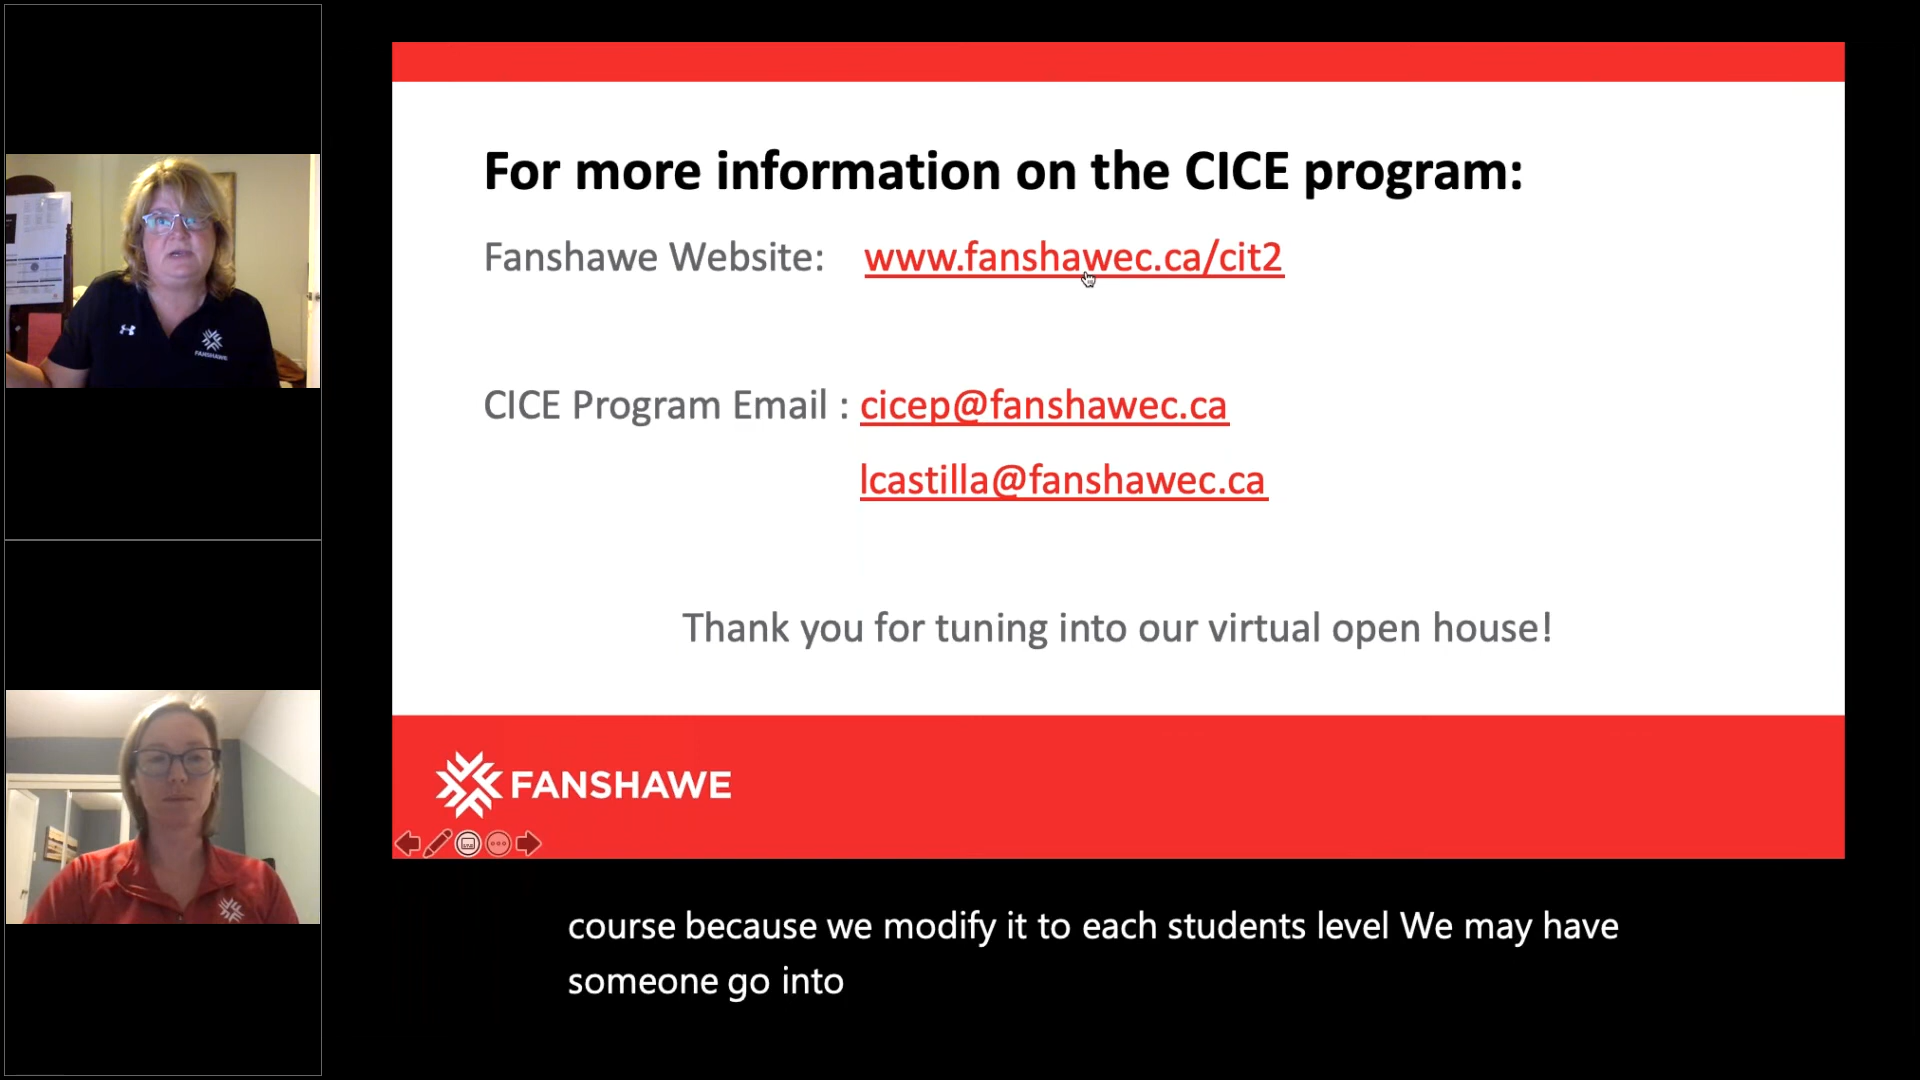 For more information on the CICE program:
Fanshawe Website: www.fanshawec.ca/cit2
CICE Program Email : cicep@fanshawec.ca
lcastilla@fanshawec.ca
Thank you for tuning into our virtual open house!
FANSHAWE
course because we modify it to each students level We may have
someone go into
FANSHAWE